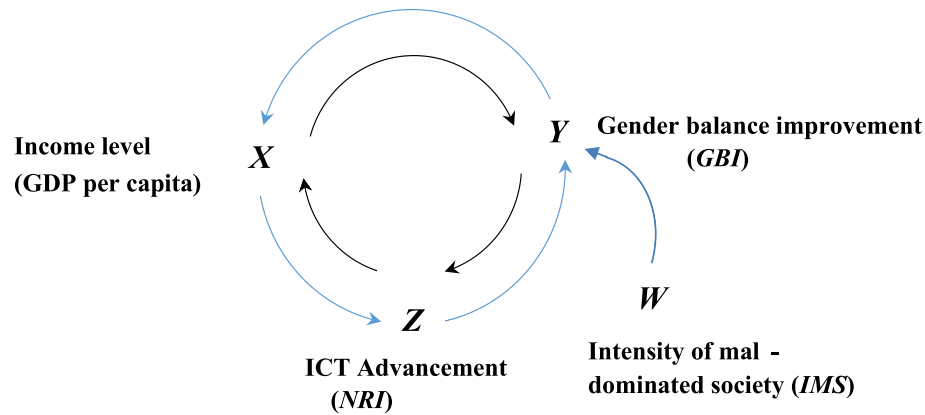 Y Gender balance improvement
(GBI)
Income level
X
(GDP per capita)
W
Z
ICT Advancement
(NRI)
Intensity of mal -
dominated society (IMS)